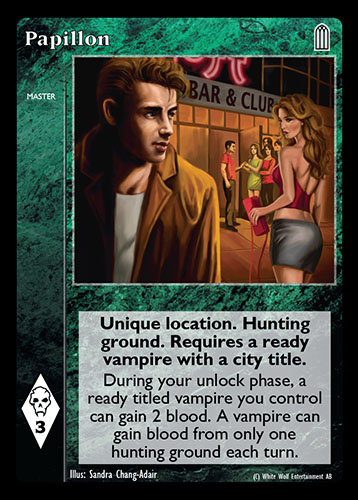 Papillon
MASTER
BAR & CLUB
Unique location. Hunting
ground. Requires a ready
vampire with a city title.
During your unlock phase, a
ready titled vampire you control
can gain 2 blood. A vampire can
gain blood from only one
hunting ground each turn.
3
Illus: Sandra Chang-Adair
(C) White Wolf Entertainment AB